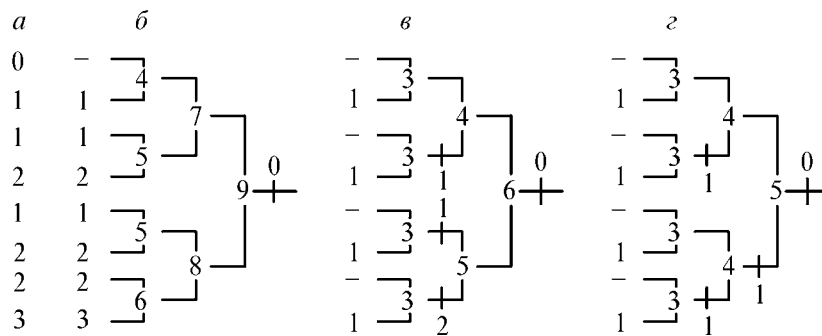 а б в г
0 – – –
4 3 3
1 1 1 1
7 4 4
1 1 – –
5 3 3
2 2 1 1 1 1
9 0 6 0 5 0
1 1 – 1 –
5 3 3
2 2 1 1
8 5 4 1
2 2 – –
6 3 3
3 3 1 2 1 1